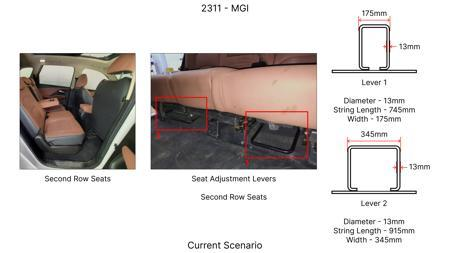 2311 - MGI
175mm
13mm
Lever 1
Diameter - 13mm
String Length - 745mm
Width - 175mm
345mm
13mm
Lever 2
Diameter - 13mm
String Length - 915mm
Width - 345mm
Second Row Seats
Seat Adjustment Levers
Second Row Seats
Current Scenario